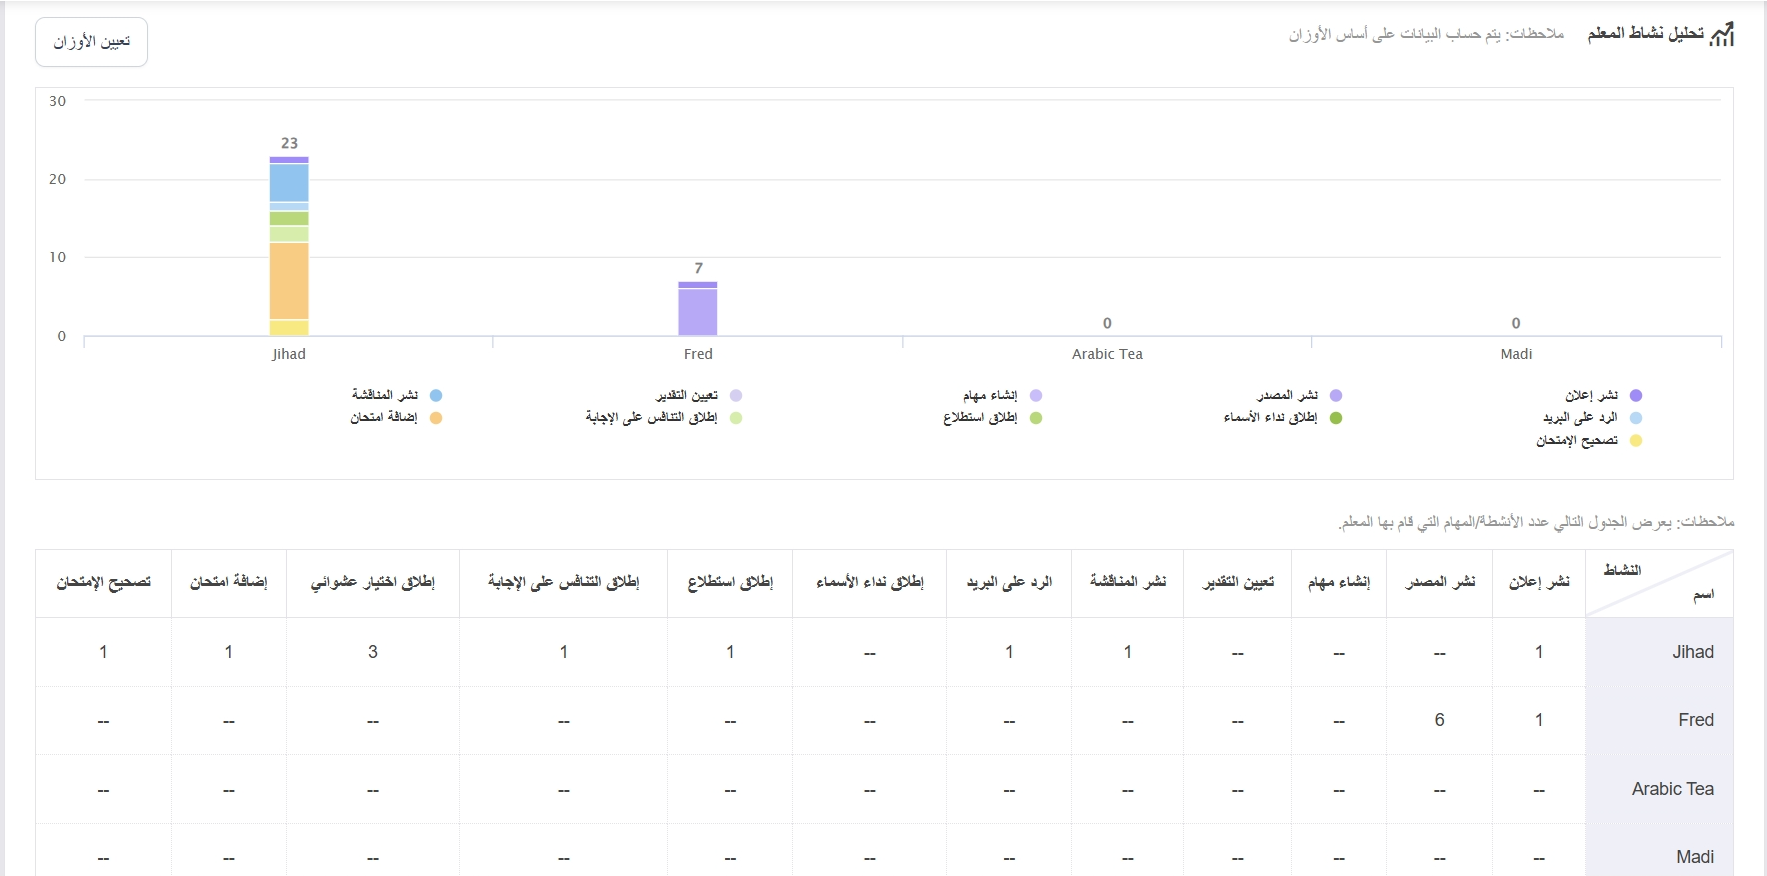 تحليل نشاط المعلم ملاحظات: يتم حساب البيانات على أساس الأوزان
تعيين الأوزان
30
20
10
0
23
7
0
0
Jihad Fred Arabic Tea Madi
نشر إعلان نشر المصدر إنشاء مهام تعيين التقدير نشر المناقشة
الرد على البريد إطلاق نداء الأسماء إطلاق استطلاع إطلاق التنافس على الإجابة إضافة امتحان
تصحيح الإمتحان
ملاحظات: يعرض الجدول التالي عدد الأنشطة/المهام التي قام بها المعلم.
النشاط
اسم
نشر إعلان نشر المصدر إنشاء مهام تعيين التقدير نشر المناقشة الرد على البريد إطلاق نداء الأسماء إطلاق استطلاع إطلاق التنافس على الإجابة إطلاق اختيار عشوائي إضافة امتحان تصحيح الإمتحان
Jihad 1 -- -- -- 1 1 -- 1 1 3 1 1
Fred 1 6 -- -- -- -- -- -- -- -- -- --
Arabic Tea -- -- -- -- -- -- -- -- -- -- -- --
Madi -- -- -- -- -- -- -- -- -- -- -- --